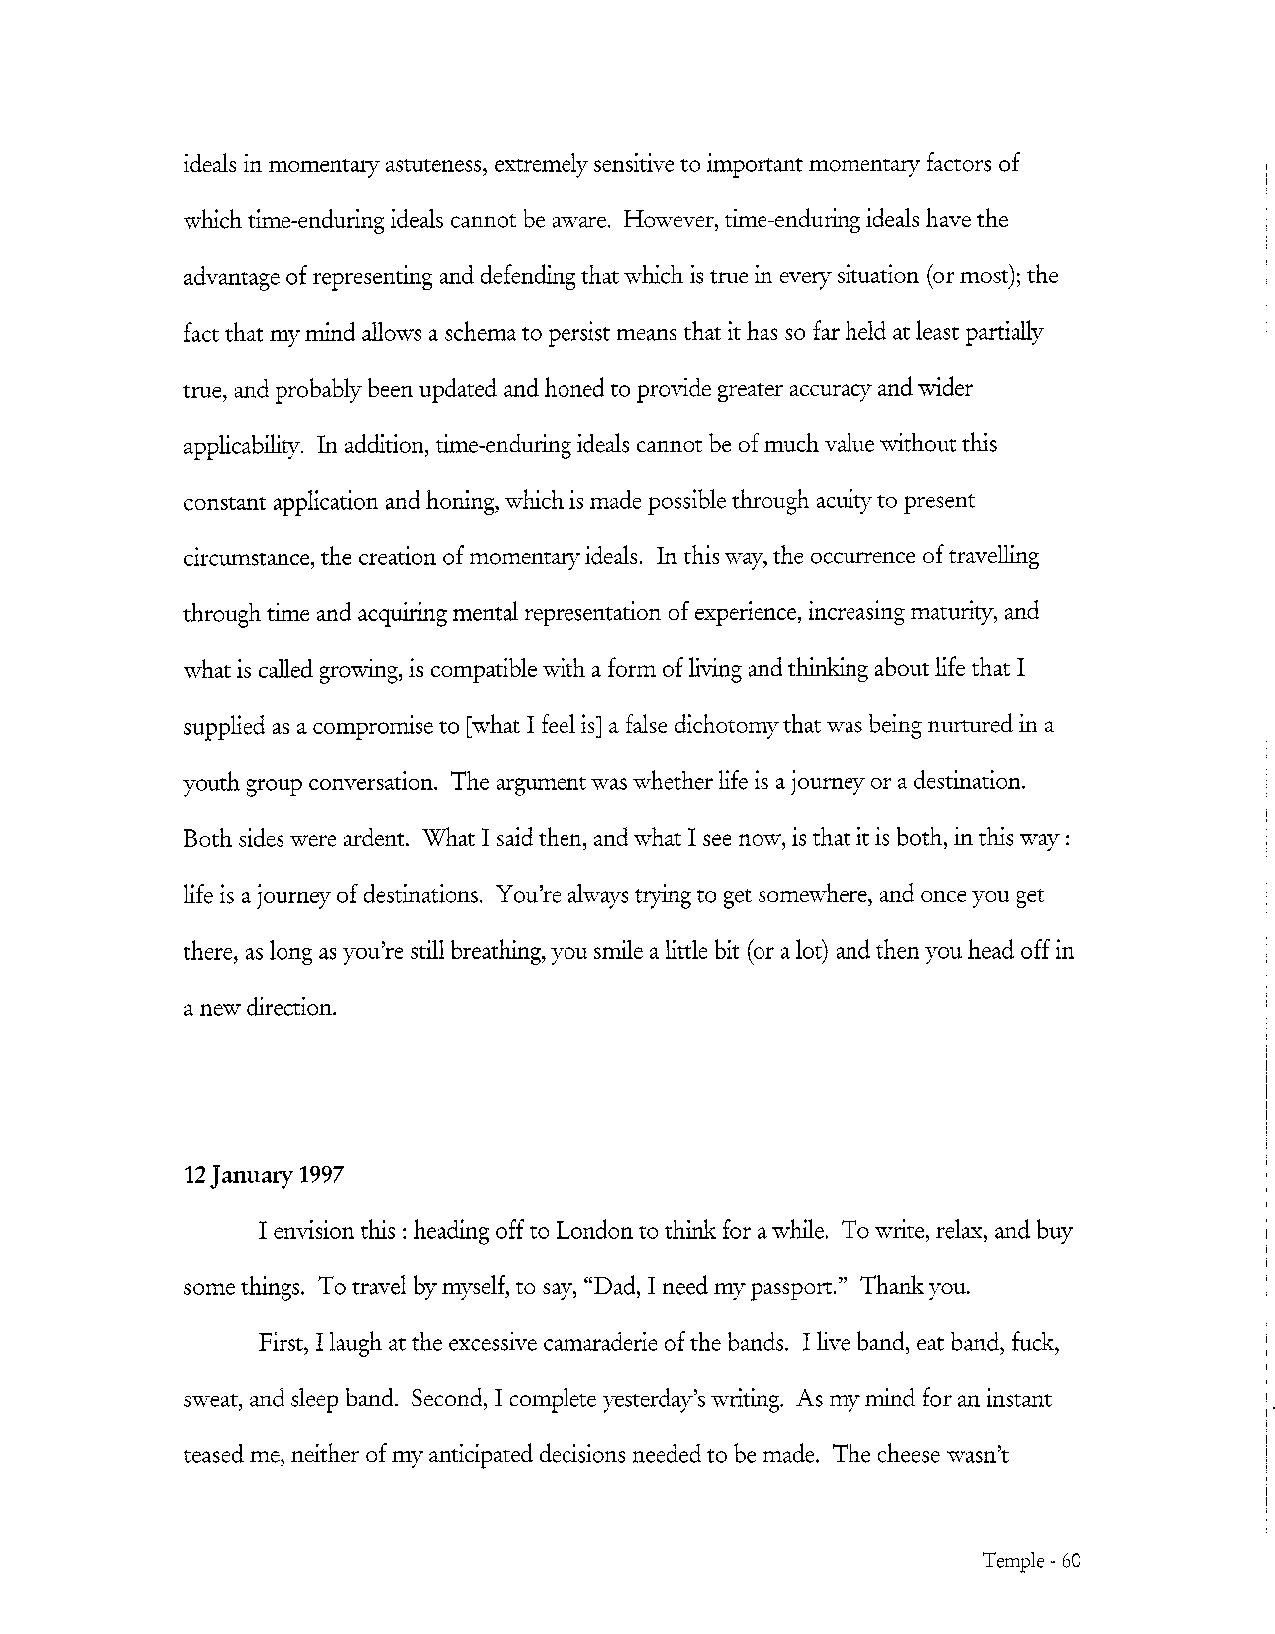 ideals in momentary astuteness, extremely sensitive to important momentary factors of
which time-enduring ideals cannot be aware. However, time-enduring ideals have the
advantage of representing and defending that which is true in every situation (or most); the
fact that my mind allows a schema to persist means that it has so far held at least partially
true, and probably been updated and honed to provide greater accuracy and wider
applicability. In addition, time-enduring ideals cannot be of much value without this
constant application and honing, which is made possible through acuity to present
circumstance, the creation of momentary ideals. In this way, the occurrence of travelling
through time and acquiring mental representation of experience, increasing maturity, and
what is called growing, is compatible with a form of living and thinking about life that I
supplied as a compromise to [what I feel is] a false dichotomy that was being nurtured in a
youth group conversation. The argument was whether life is a journey or a destination.
Both sides were ardent. What I said then, and what I see now, is that it is both, in this way :
life is a journey of destinations. You're always trying to get somewhere, and once you get
there, as long as you're still breathing, you smile a little bit (or a lot) and then you head off in
a new direction.
12 January 1997
I envision this : heading off to London to think for a while. To write, relax, and buy
some things. To travel by myself, to say, “Dad, I need my passport.” Thank you.
First, I laugh at the excessive camaraderie of the bands. I live band, eat band, fuck,
sweat, and sleep band. Second, I complete yesterday's writing. As my mind for an instant
teased me, neither of my anticipated decisions needed to be made. The cheese wasn't
Temple - 60